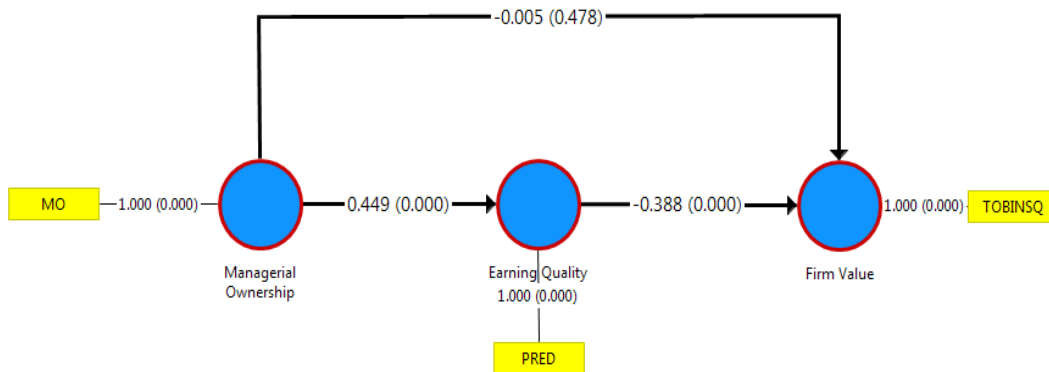 -0.005 (0.478)
MO
1.000 (0.000)
0.449 (0.000)
-0.388 (0.000)
1.000 (0.000)
TOBINSQ
Managerial
Ownership
Earning Quality
Firm Value
1.000 (0.000)
PRED